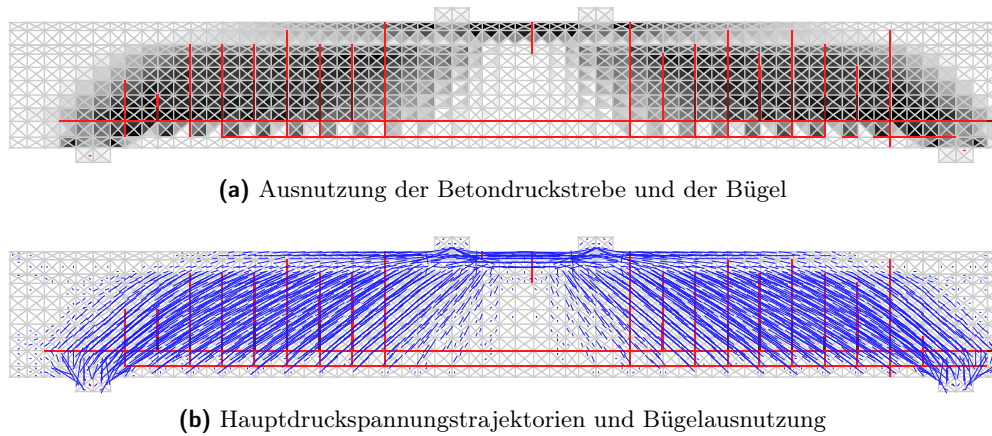 (a) Ausnutzung der Betondruckstrebe und der Bügel
(b) Hauptdruckspannungstrajektorien und Bügelausnutzung